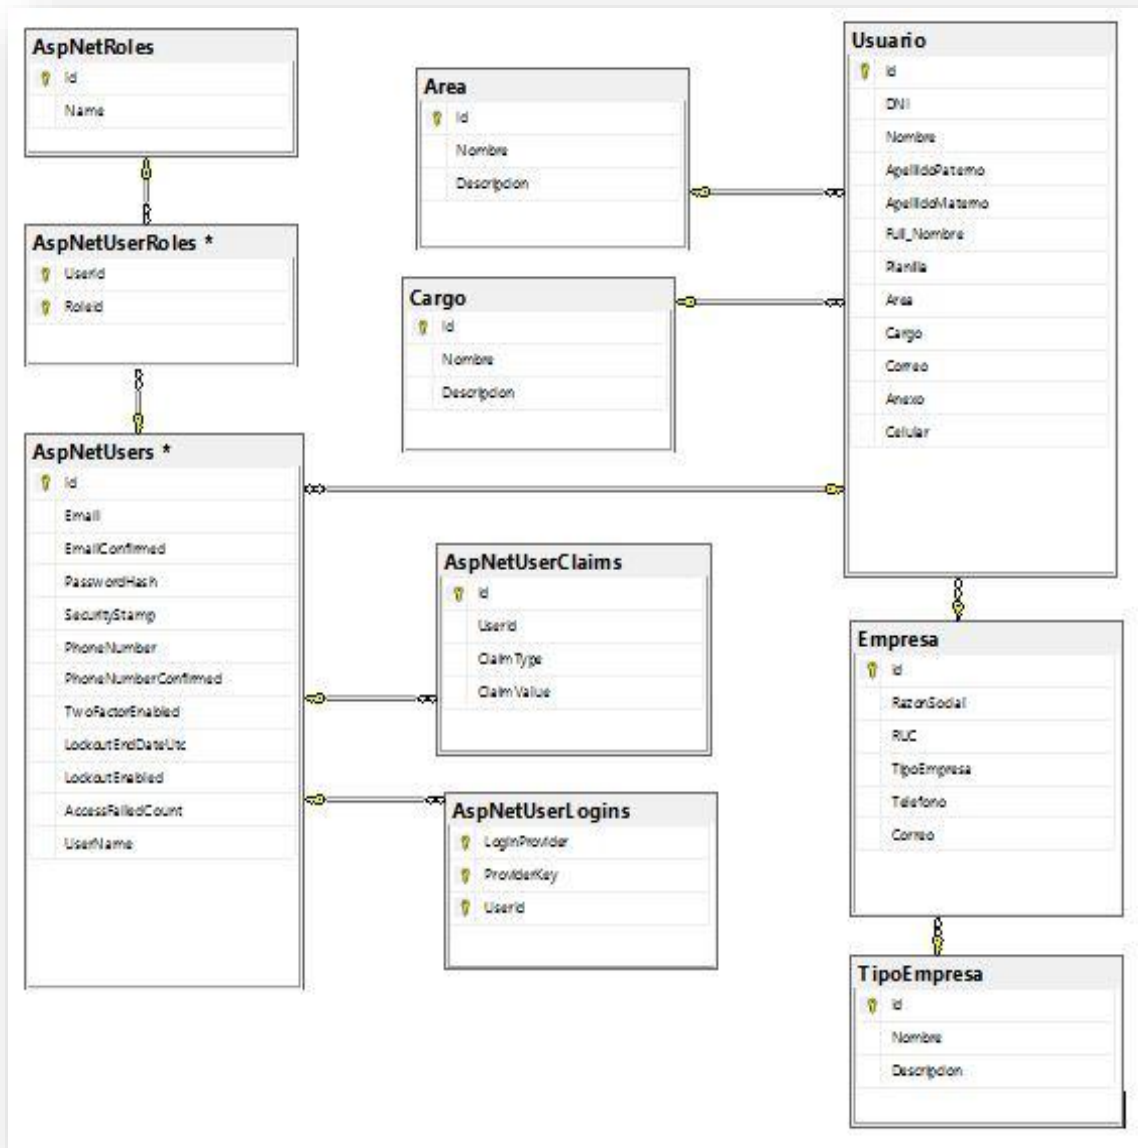 AspNetRoles
Id
Name
AspNetUserRoles *
UserId
RoleId
AspNetUsers *
Id
Email
EmailConfirmed
PasswordHash
SecurityStamp
PhoneNumber
PhoneNumberConfirmed
TwoFactorEnabled
LockoutEndDateUtc
LockoutEnabled
AccessFailedCount
UserName
Area
Id
Nombre
Descripcion
Cargo
Id
Nombre
Descripcion
AspNetUserClaims
Id
UserId
ClaimType
ClaimValue
AspNetUserLogins
LoginProvider
ProviderKey
UserId
Usuario
Id
DNI
Nombre
ApellidoPaterno
ApellidoMaterno
Full_Nombre
Planilla
Area
Cargo
Correo
Anexo
Celular
Empresa
Id
RazonSocial
RUC
TipoEmpresa
Telefono
Correo
TipoEmpresa
Id
Nombre
Descripcion